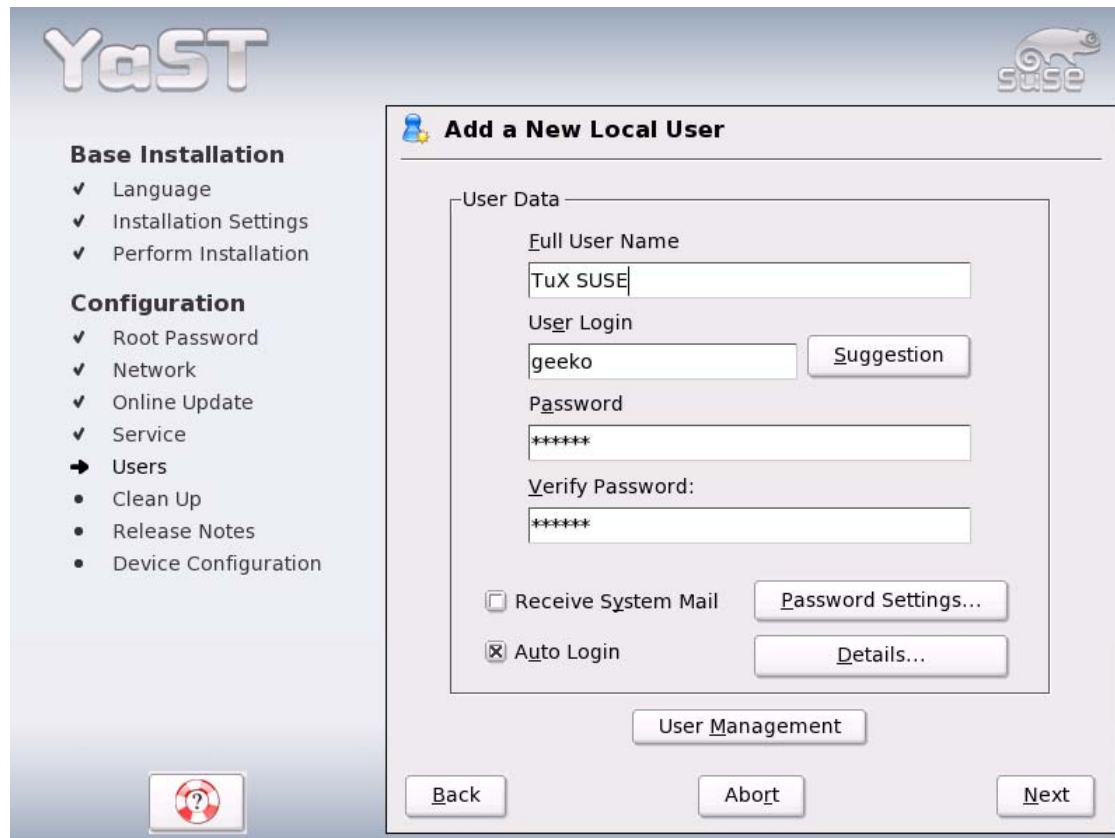 YaST
SUSE
Base Installation
Language
Installation Settings
Perform Installation
Configuration
Root Password
Network
Online Update
Service
Users
Clean Up
Release Notes
Device Configuration
Add a New Local User
User Data
Full User Name
TuX SUSE
User Login
geeko
Suggestion
Password
******
Verify Password:
******
Receive System Mail
Password Settings...
Auto Login
Details...
User Management
?
Back
Abort
Next